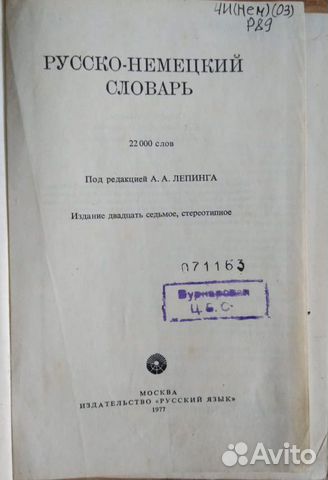 4И(Нем)(03)
Р89
РУССКО-НЕМЕЦКИЙ
СЛОВАРЬ
22 000 слов
Под редакцией А. А. ЛЕПИНГА
Издание двадцать седьмое, стереотипное
071163
Ц.Б.С.
МОСКВА
ИЗДАТЕЛЬСТВО «РУССКИЙ ЯЗЫК»
1977
Avito